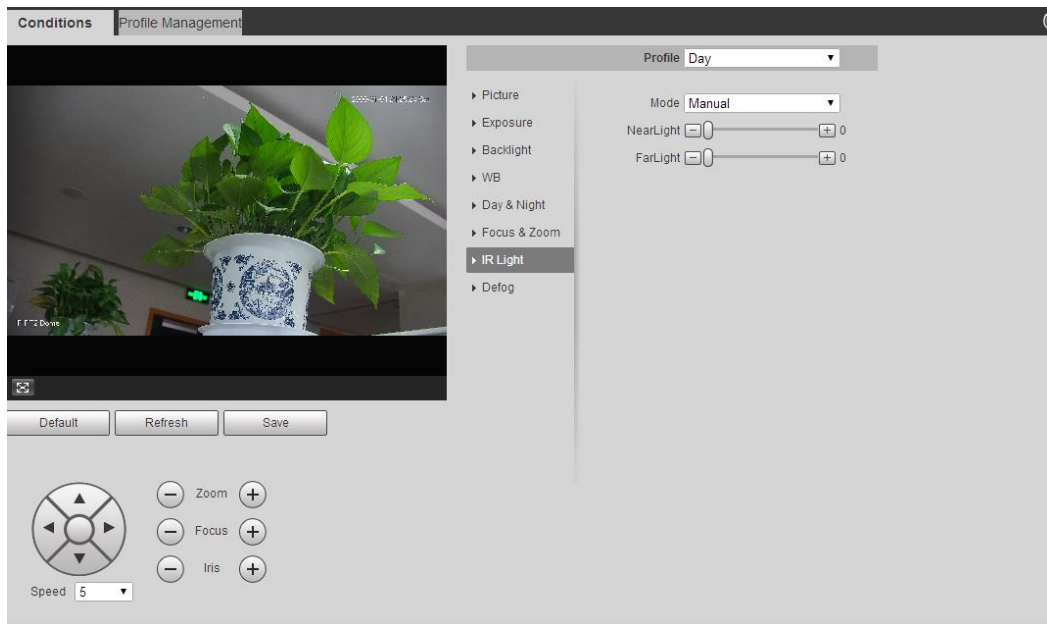 Conditions
Profile Management
Profile Day
Picture
Exposure
Backlight
WB
Day & Night
Focus & Zoom
IR Light
Defog
Mode Manual
NearLight 0
FarLight 0
Default
Refresh
Save
Zoom
Focus
Iris
Speed 5